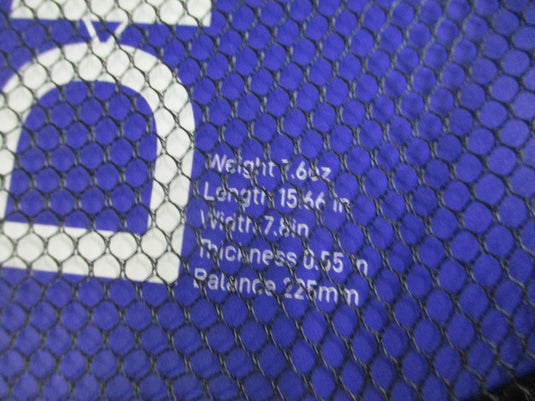 D
Weight 7.6oz
Length 15.46 in
Width 7.8in
Thickness 0.55 in
Balance 225mm